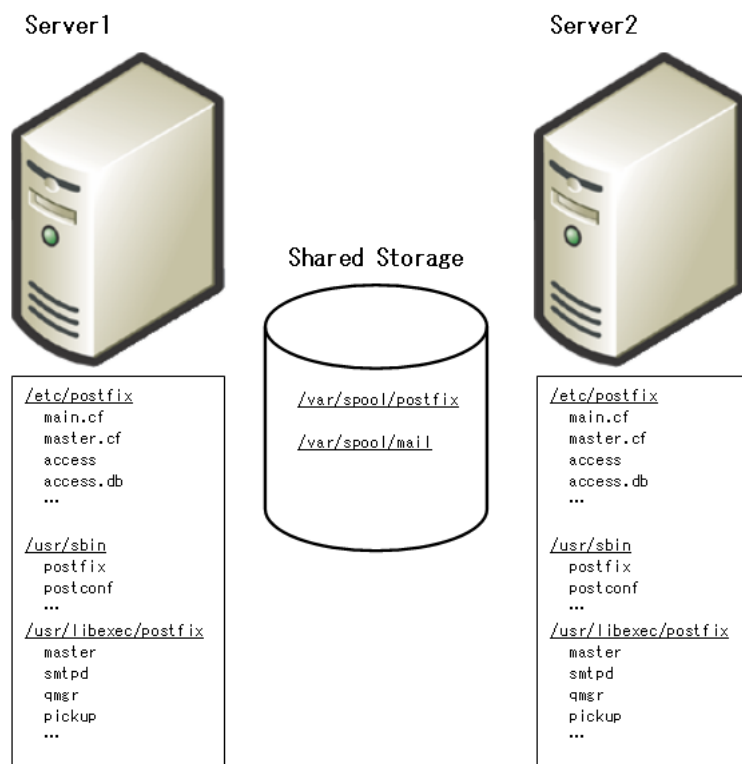 Server1
Server2
Shared Storage
/var/spool/postfix
/var/spool/mail
/etc/postfix
main.cf
master.cf
access
access.db
…
/usr/sbin
postfix
postconf
…
/usr/libexec/postfix
master
smtpd
qmgr
pickup
…
/etc/postfix
main.cf
master.cf
access
access.db
…
/usr/sbin
postfix
postconf
…
/usr/libexec/postfix
master
smtpd
qmgr
pickup
…